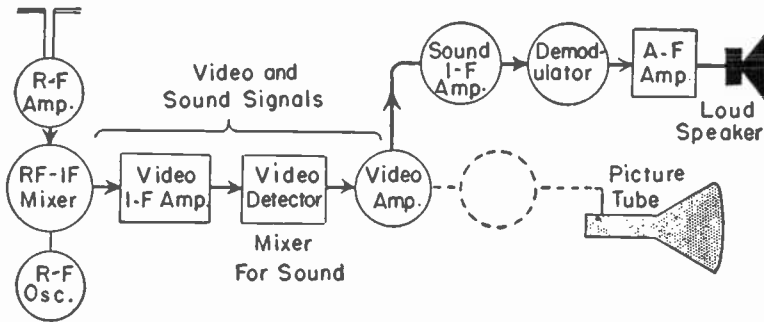 R-F
Amp.
RF-IF
Mixer
R-F
Osc.
Video and
Sound Signals
Video
I-F Amp.
Video
Detector
Mixer
For Sound
Video
Amp.
Sound
I-F
Amp.
Demod-
ulator
A-F
Amp.
Loud
Speaker
Picture
Tube